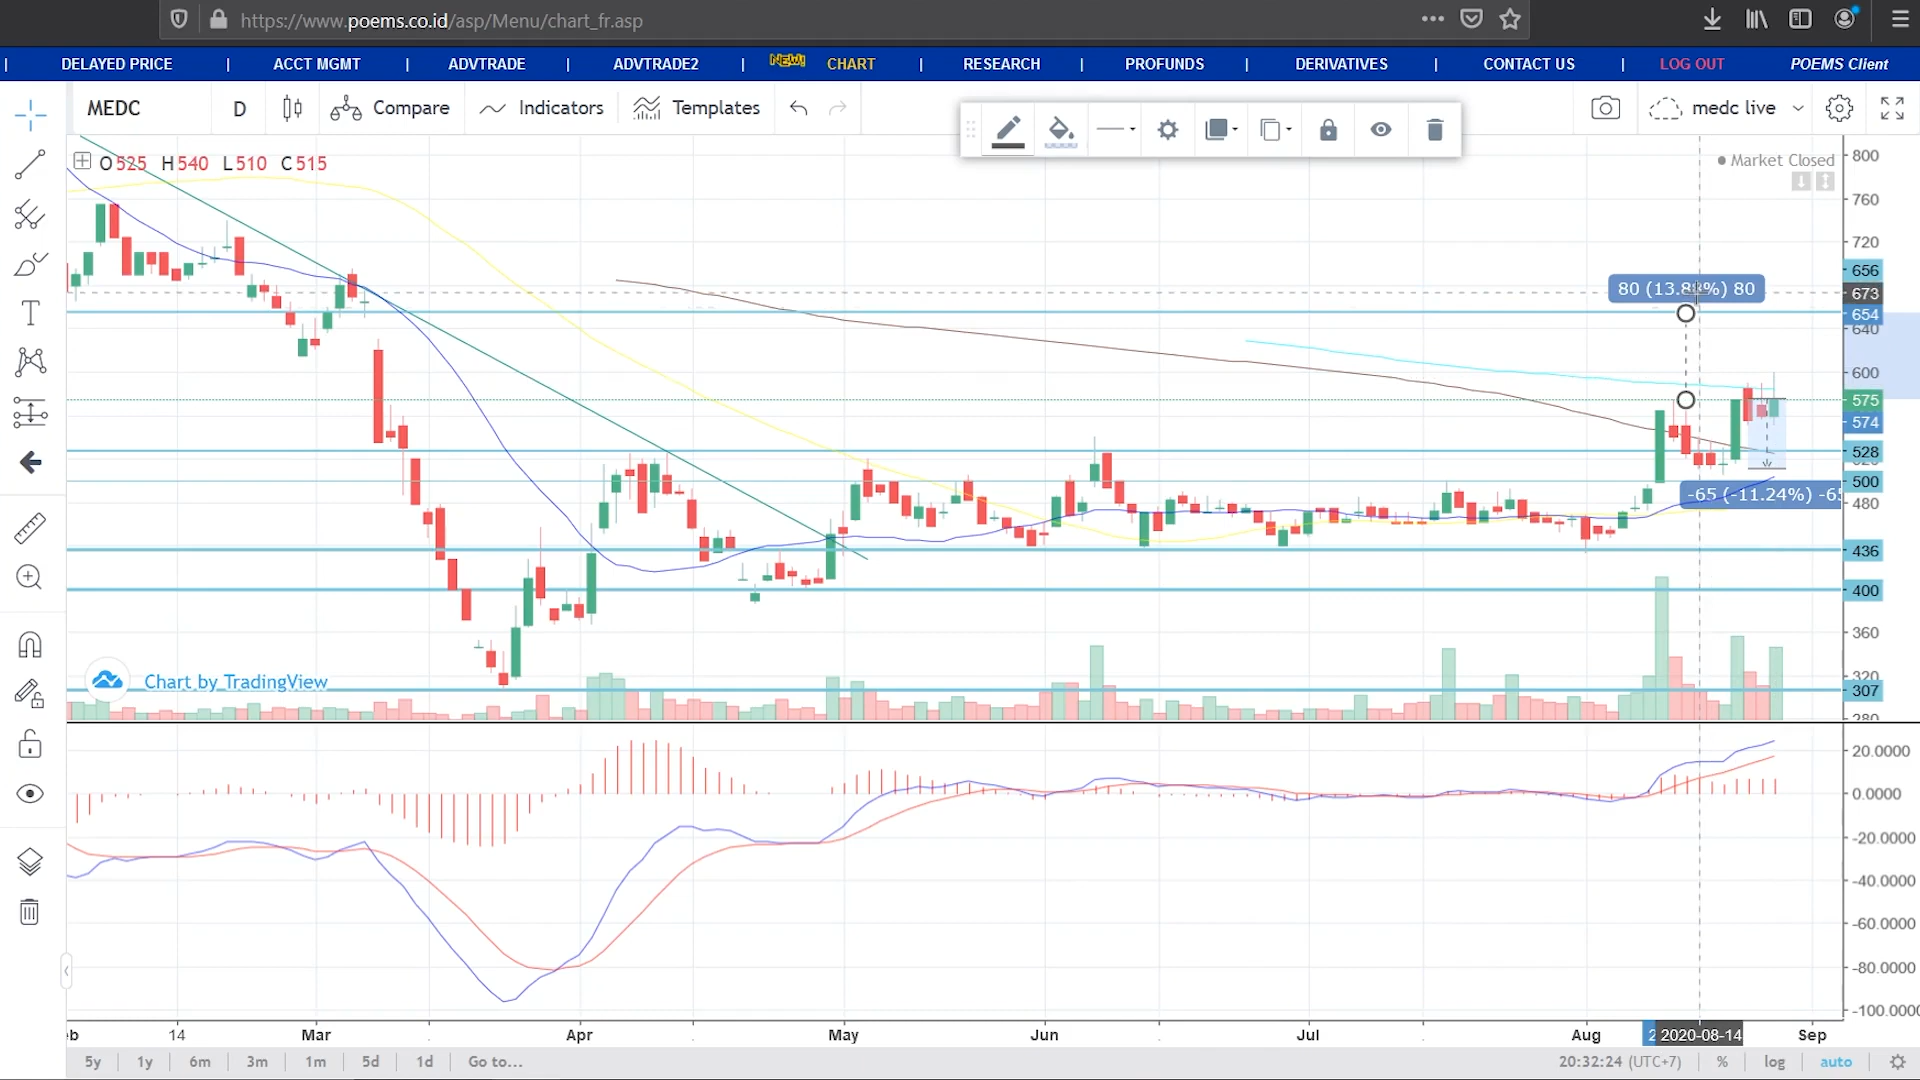 https://www.poems.co.id/asp/Menu/chart_fr.asp
| DELAYED PRICE | ACCT MGMT | ADVTRADE | ADVTRADE2 | NEW! CHART | RESEARCH | PROFUNDS | DERIVATIVES | CONTACT US | LOG OUT POEMS Client
MEDC D Compare Indicators Templates medc live
O525 H540 L510 C515
Market Closed
800
760
720
656
80 (13.8%) 80
673
654
640
600
575
574
528
500
-65 (-11.24%) -65
480
436
400
360
Chart by TradingView
320
307
280
20.0000
0.0000
-20.0000
-40.0000
-60.0000
-80.0000
-100.0000
eb 14 Mar Apr May Jun Jul Aug 2 2020-08-14 Sep
5y 1y 6m 3m 1m 5d 1d Go to... 20:32:24 (UTC+7) % log auto